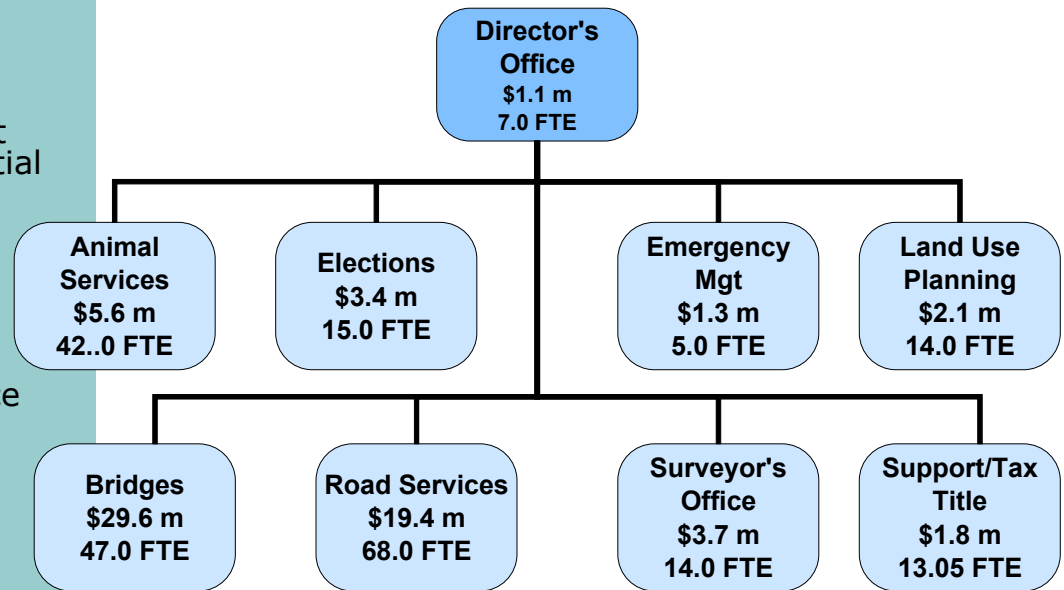 Director's
Office
$1.1 m
7.0 FTE
t
tial
Animal
Services
$5.6 m
42..0 FTE
Elections
$3.4 m
15.0 FTE
Emergency
Mgt
$1.3 m
5.0 FTE
Land Use
Planning
$2.1 m
14.0 FTE
Bridges
$29.6 m
47.0 FTE
Road Services
$19.4 m
68.0 FTE
Surveyor's
Office
$3.7 m
14.0 FTE
Support/Tax
Title
$1.8 m
13.05 FTE